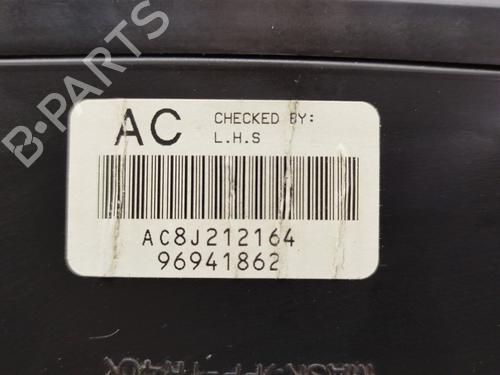 B-PARTS
AC
CHECKED BY:
L.H.S
AC8J212164
96941862